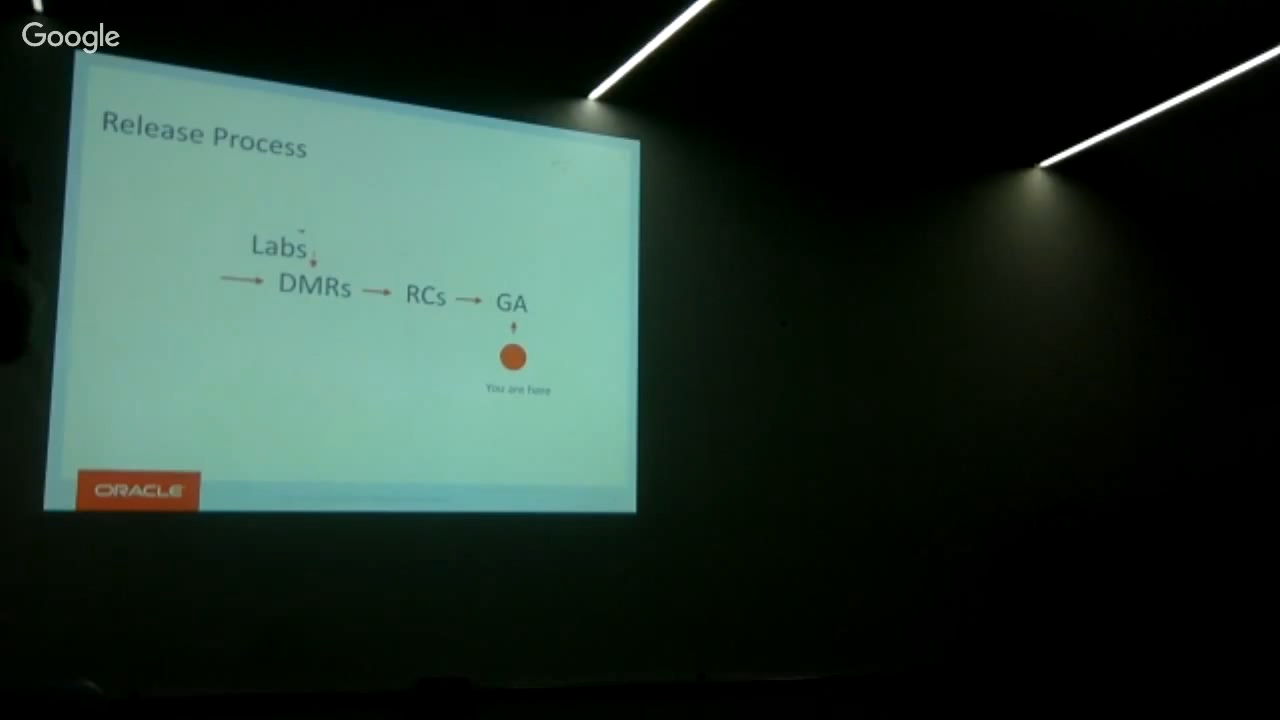 Google
Release Process
Labs
DMRs
RCs
GA
You are here
ORACLE